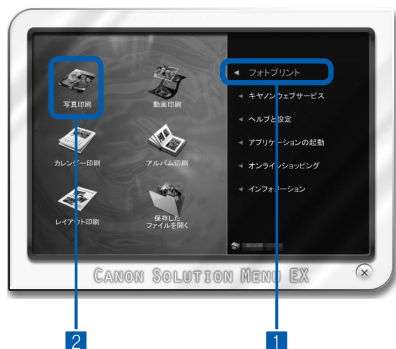 写真印刷
動画印刷
カレンダー印刷
アルバム印刷
レイアウト印刷
保存した
ファイルを開く
フォトプリント
キヤノンウェブサービス
ヘルプと設定
アプリケーションの起動
オンラインショッピング
インフォメーション
CANON SOLUTION MENU EX
2
1